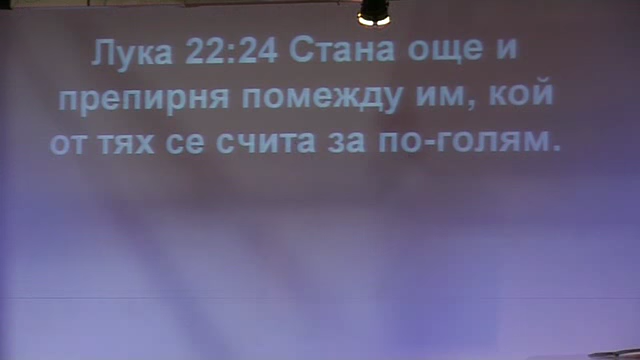 Лука 22:24 Стана още и
препирня помежду им, кой
от тях се счита за по-голям.